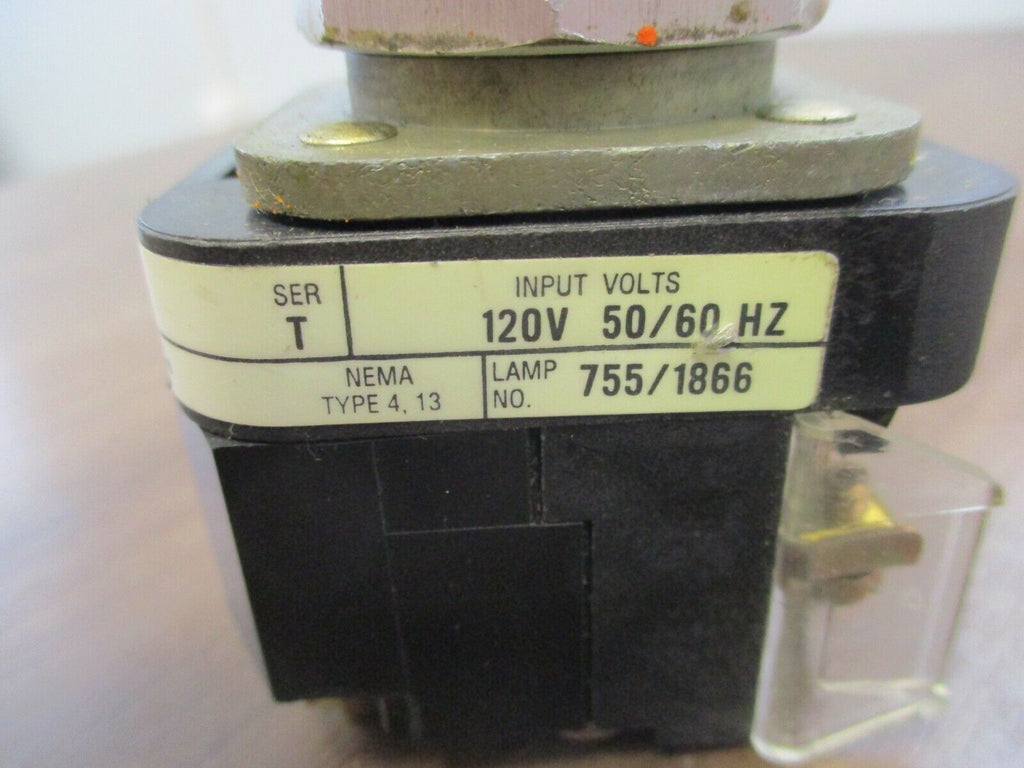 SER
T
INPUT VOLTS
120V 50/60 HZ
NEMA
TYPE 4, 13
LAMP
NO.
755/1866